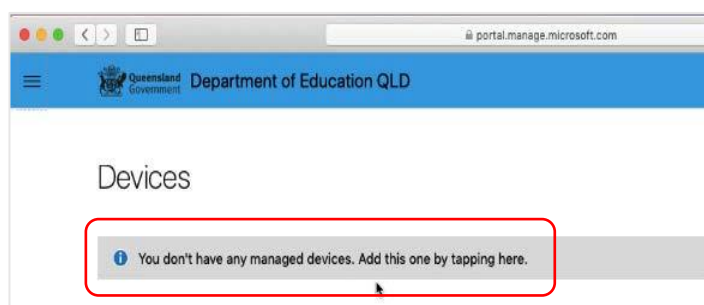 portal.manage.microsoft.com
Queensland
Government
Department of Education QLD
Devices
You don't have any managed devices. Add this one by tapping here.